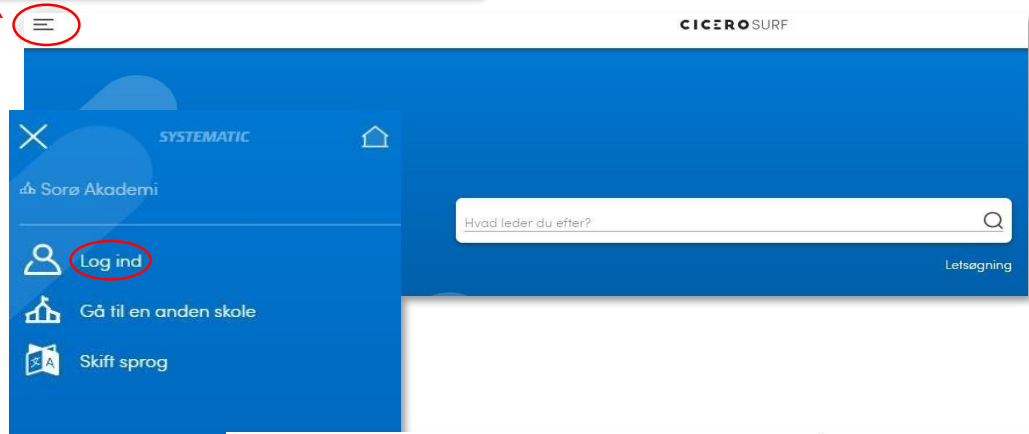 CICEROSURF
SYSTEMATIC
Sorø Akademi
Hvad leder du efter?
Letsøgning
Log ind
Gå til en anden skole
Skift sprog